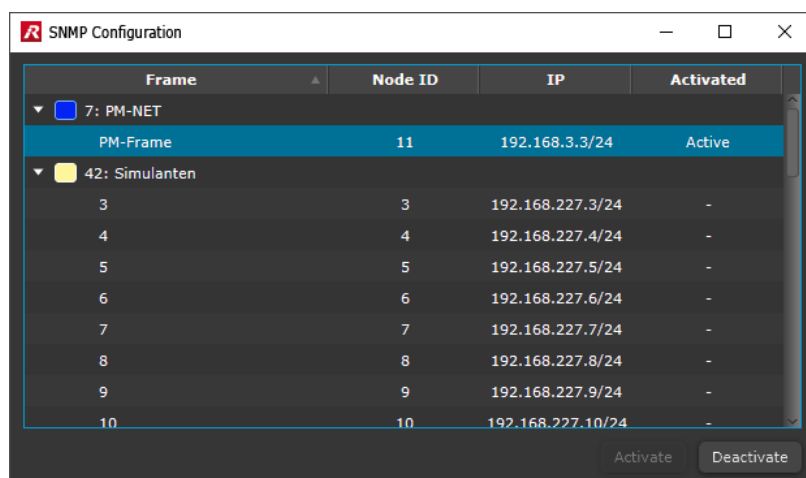 SNMP Configuration
Frame Node ID IP Activated
7: PM-NET
PM-Frame 11 192.168.3.3/24 Active
42: Simulanten
3 3 192.168.227.3/24 -
4 4 192.168.227.4/24 -
5 5 192.168.227.5/24 -
6 6 192.168.227.6/24 -
7 7 192.168.227.7/24 -
8 8 192.168.227.8/24 -
9 9 192.168.227.9/24 -
10 10 192.168.227.10/24 -
Activate Deactivate